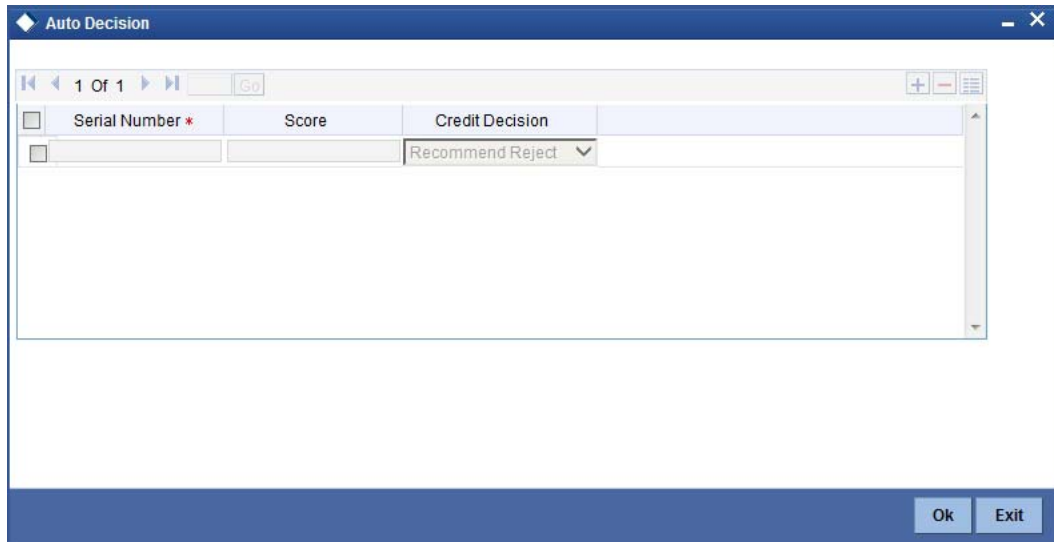 Auto Decision
1 Of 1 Go
Serial Number * Score Credit Decision
Recommend Reject
Ok Exit